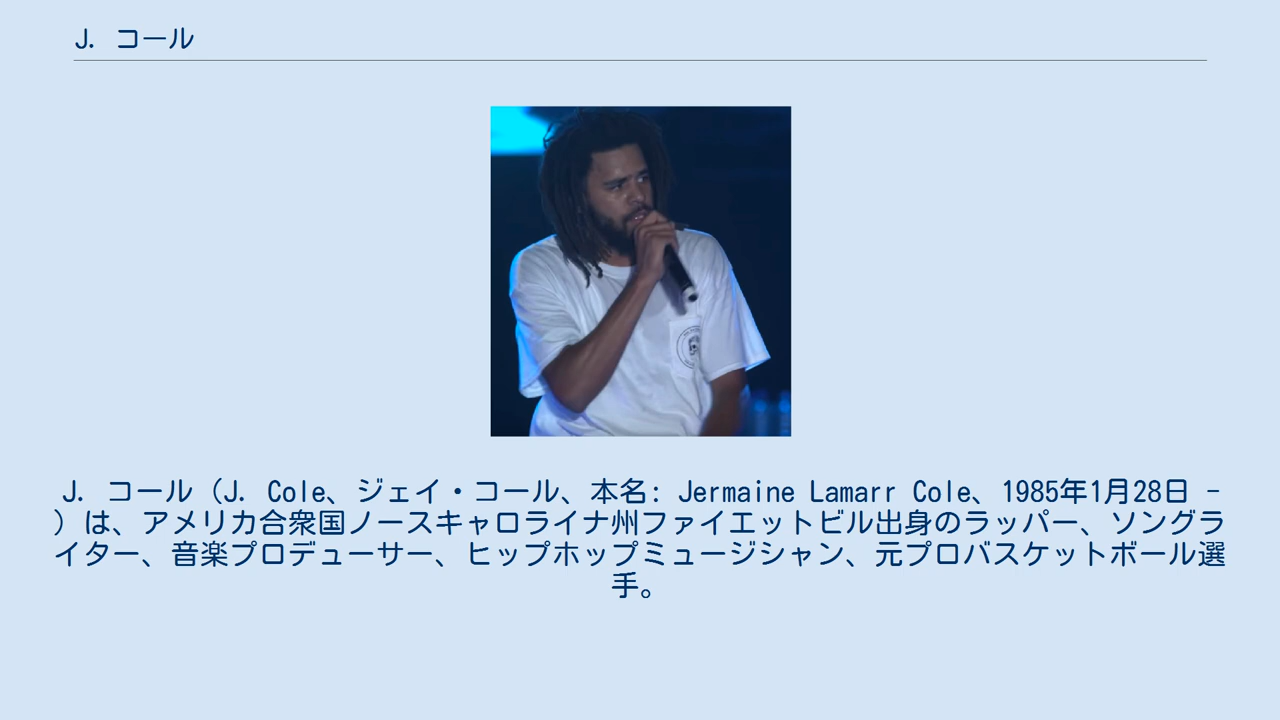 J. コール
J. コール（J. Cole、ジェイ・コール、本名: Jermaine Lamarr Cole、1985年1月28日 -
）は、アメリカ合衆国ノースキャロライナ州ファイエットビル出身のラッパー、ソングラ
イター、音楽プロデューサー、ヒップホップミュージシャン、元プロバスケットボール選
手。